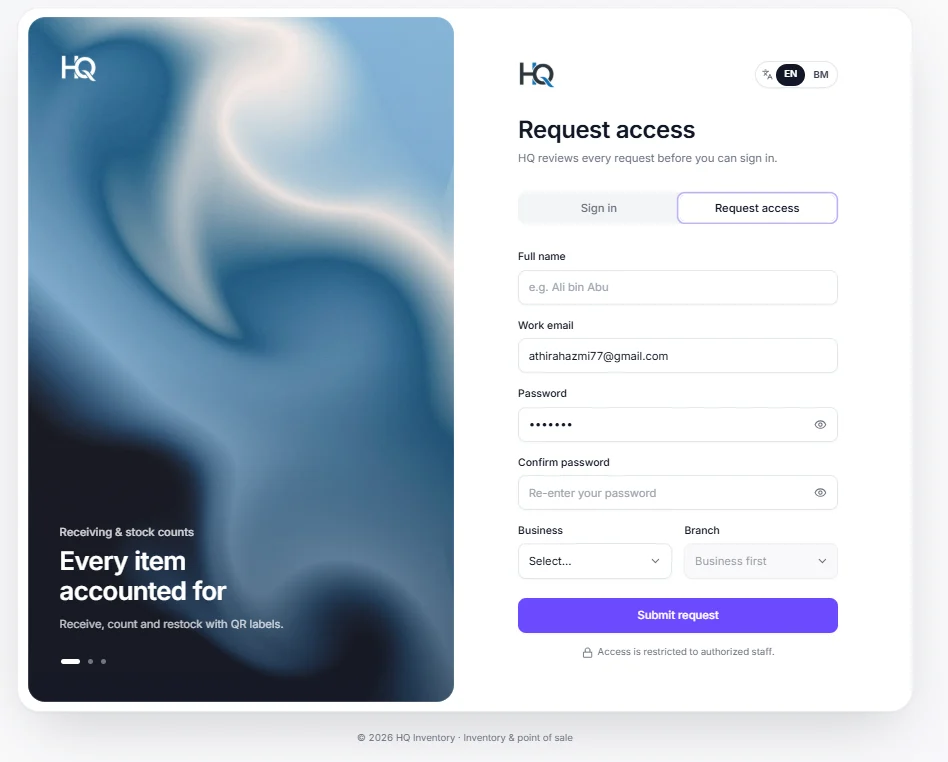 HQ
Receiving & stock counts
Every item
accounted for
Receive, count and restock with QR labels.
HQ
EN BM
Request access
HQ reviews every request before you can sign in.
Sign in Request access
Full name
e.g. Ali bin Abu
Work email
athirahazmi77@gmail.com
Password
•••••••
Confirm password
Re-enter your password
Business Branch
Select... Business first
Submit request
Access is restricted to authorized staff.
© 2026 HQ Inventory · Inventory & point of sale